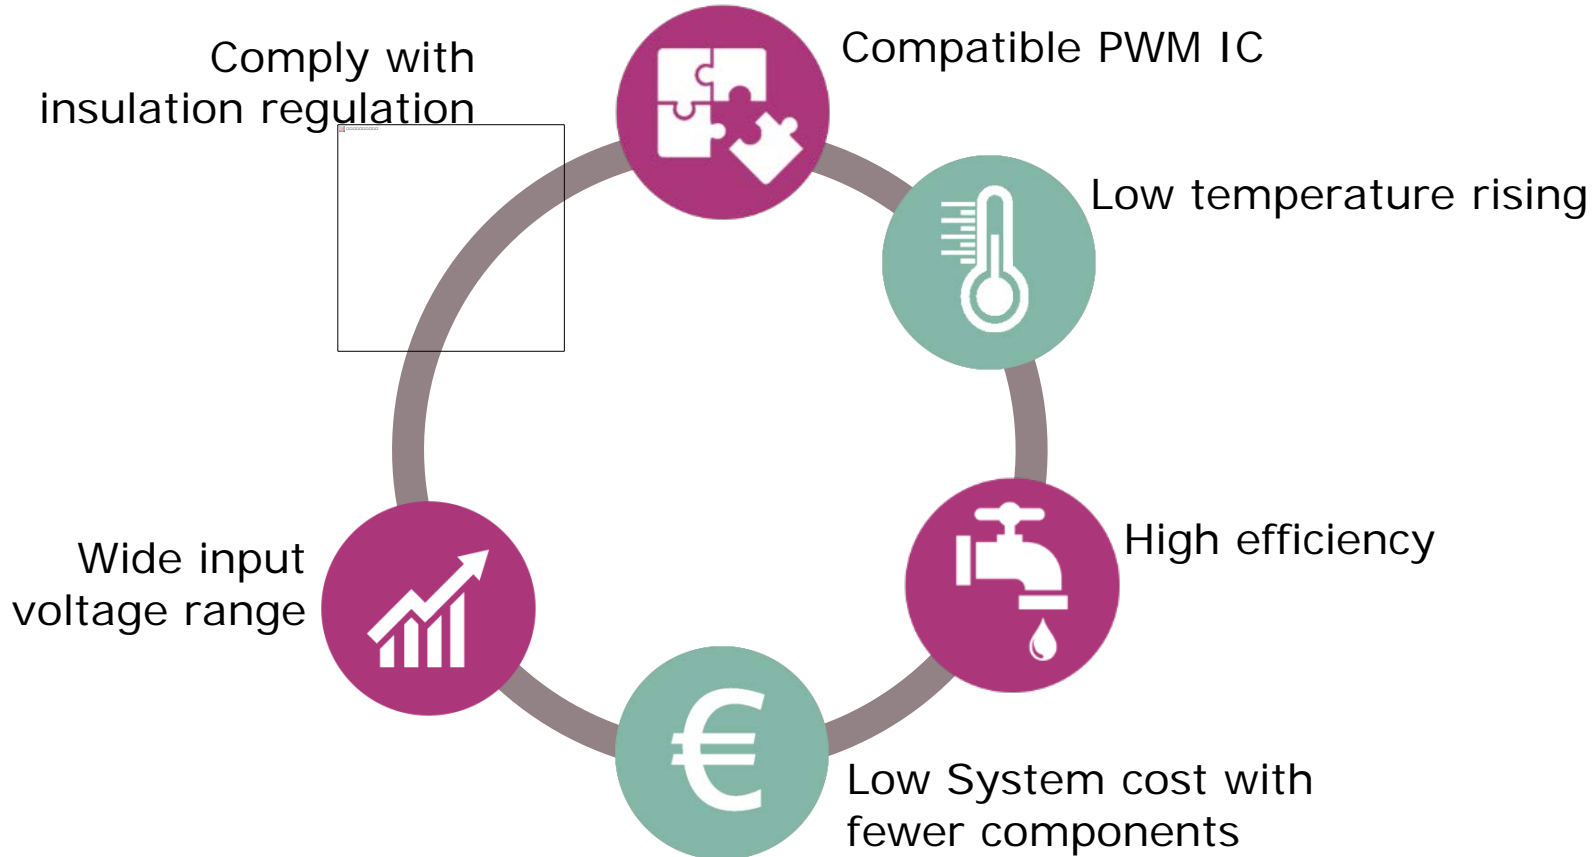 Comply with
insulation regulation
Compatible PWM IC
Low temperature rising
High efficiency
Low System cost with
fewer components
Wide input
voltage range
€